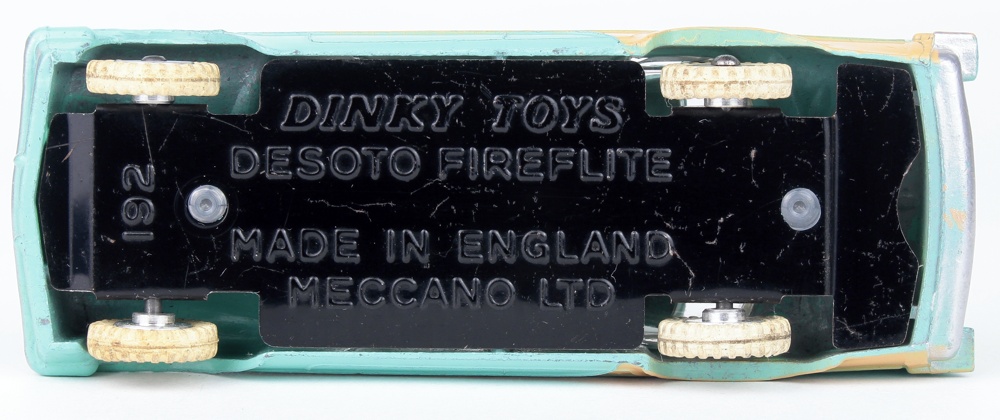 DINKY TOYS
DESOTO FIREFLITE
192
MADE IN ENGLAND
MECCANO LTD